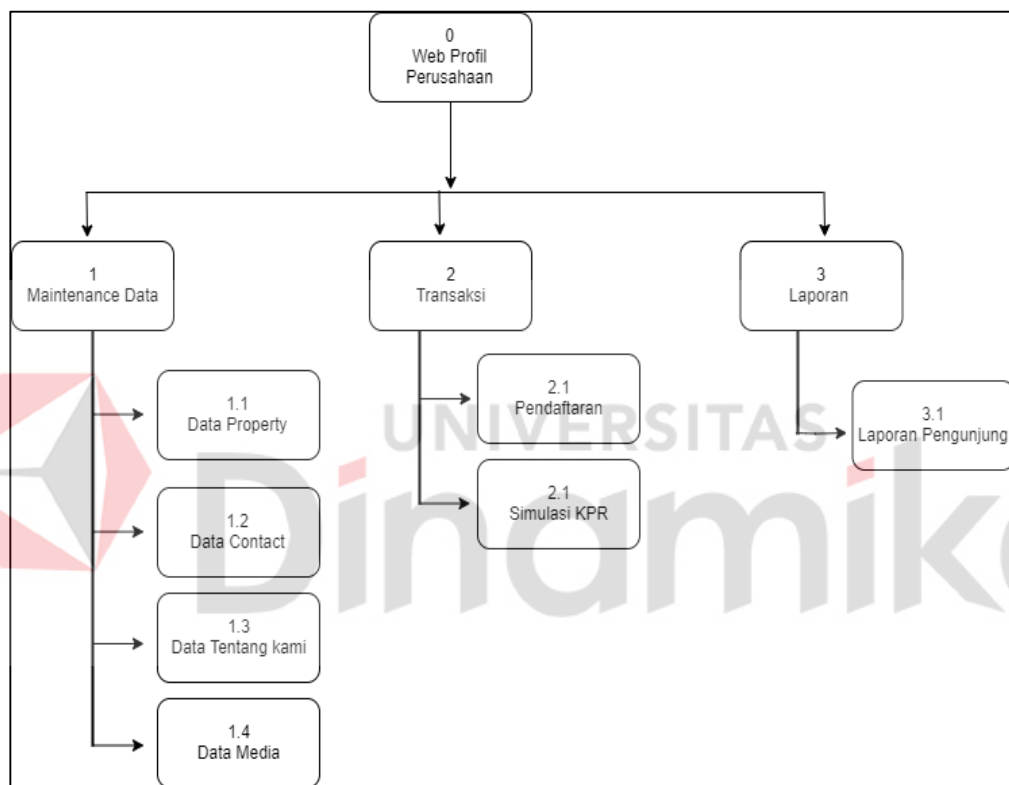 0
Web Profil
Perusahaan
1
Maintenance Data
2
Transaksi
3
Laporan
1.1
Data Property
1.2
Data Contact
1.3
Data Tentang kami
1.4
Data Media
2.1
Pendaftaran
2.1
Simulasi KPR
3.1
Laporan Pengunjung
UNIVERSITAS
Dinamika